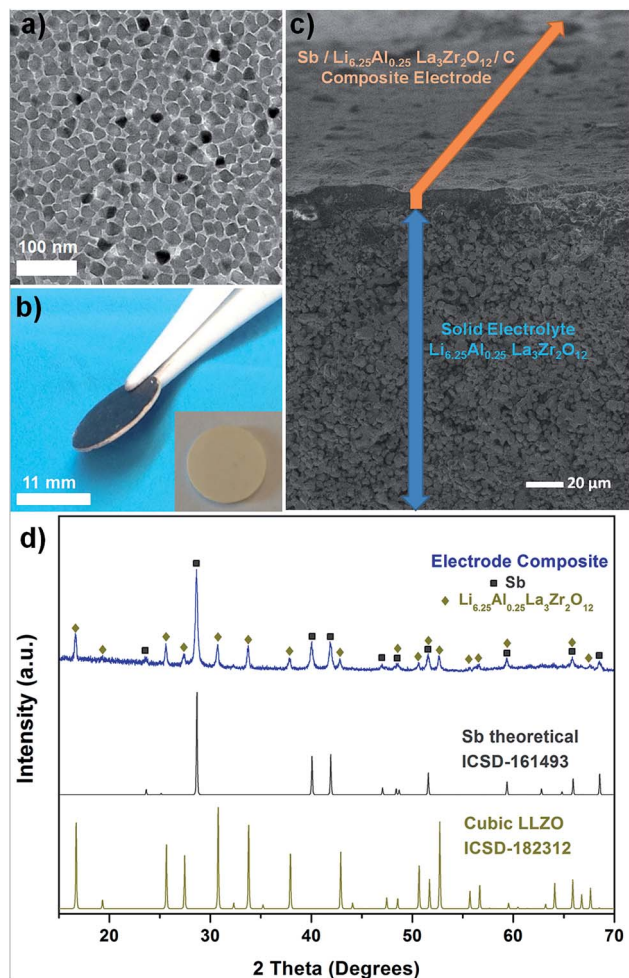 a)
100 nm
b)
11 mm
c)
Sb / Li₆.₂₅Al₀.₂₅ La₃Zr₂O₁₂ / C
Composite Electrode
Solid Electrolyte
Li₆.₂₅Al₀.₂₅ La₃Zr₂O₁₂
20 µm
d)
Electrode Composite
Sb
Li₆.₂₅Al₀.₂₅La₃Zr₂O₁₂
Sb theoretical
ICSD-161493
Cubic LLZO
ICSD-182312
Intensity (a.u.)
20 30 40 50 60 70
2 Theta (Degrees)